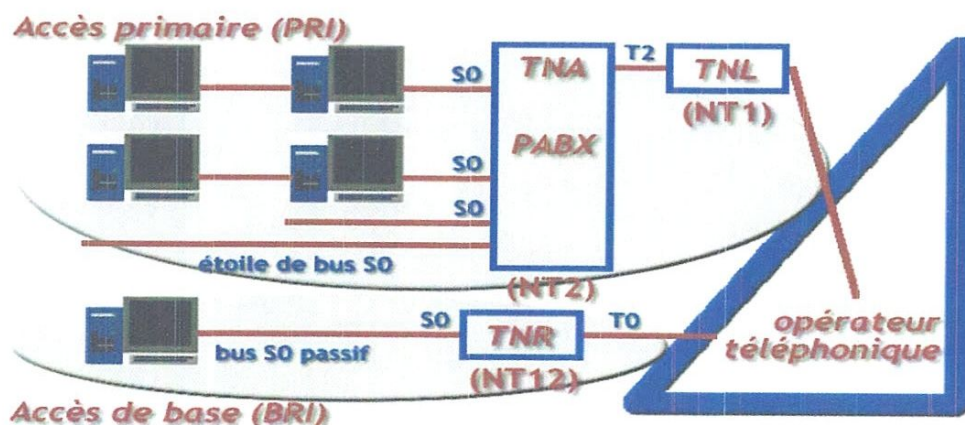 Accès primaire (PRI)
S0
TNA
PABX
T2
TNL
(NT1)
S0
S0
étoile de bus S0
(NT2)
S0
TNR
T0
bus S0 passif
(NT12)
opérateur
téléphonique
Accès de base (BRI)